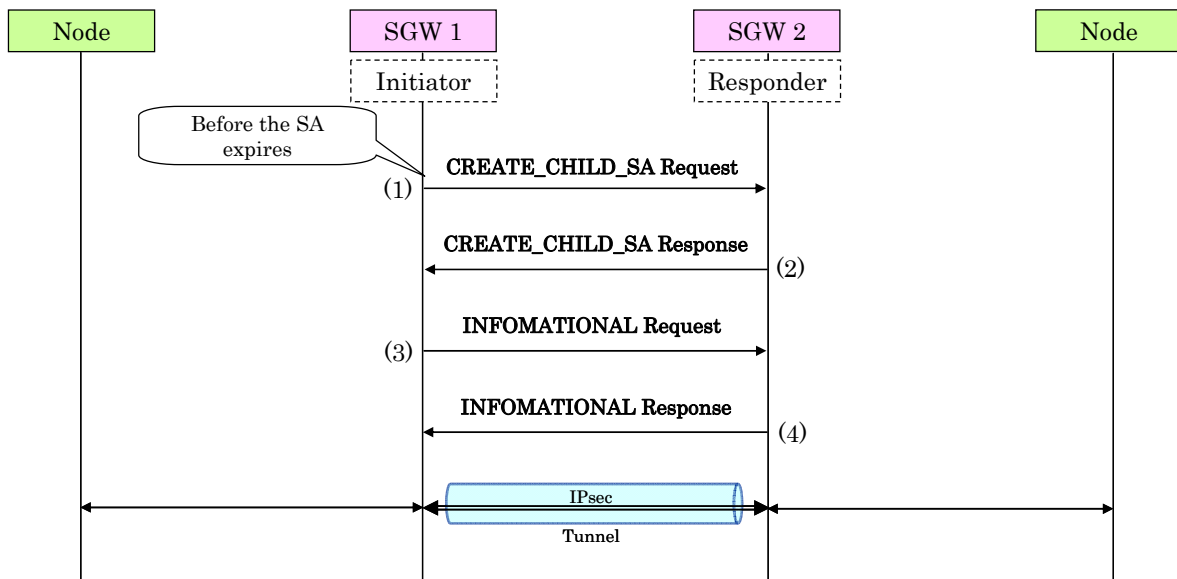 Node
SGW 1
SGW 2
Node
Initiator
Responder
Before the SA
expires
CREATE_CHILD_SA Request
(1)
CREATE_CHILD_SA Response
(2)
INFOMATIONAL Request
(3)
INFOMATIONAL Response
(4)
IPsec
Tunnel